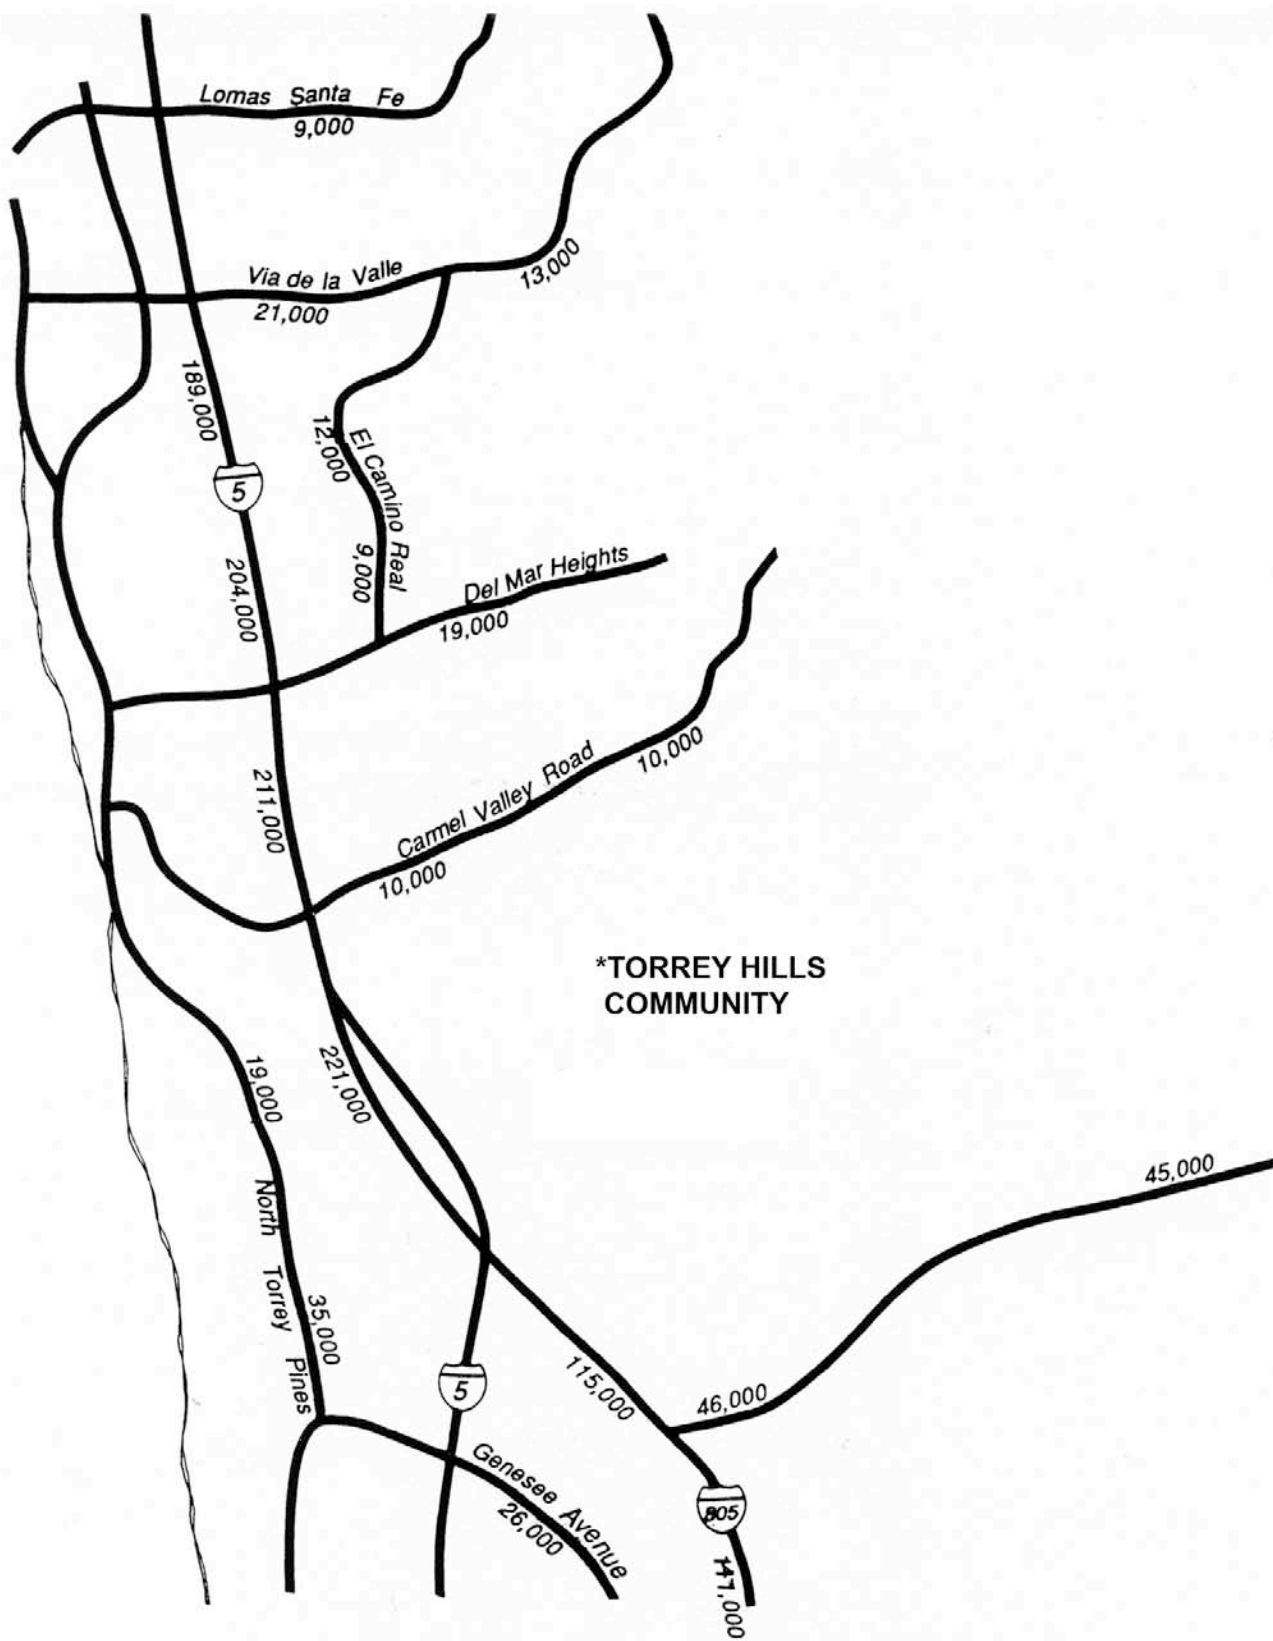 Lomas Santa Fe
9,000
13,000
Via de la Valle
21,000
189,000
12,000
El Camino Real
5
9,000
204,000
Del Mar Heights
19,000
211,000
Carmel Valley Road
10,000
10,000
*TORREY HILLS
COMMUNITY
221,000
19,000
45,000
North Torrey Pines
35,000
5
115,000
46,000
Genesee Avenue
26,000
805